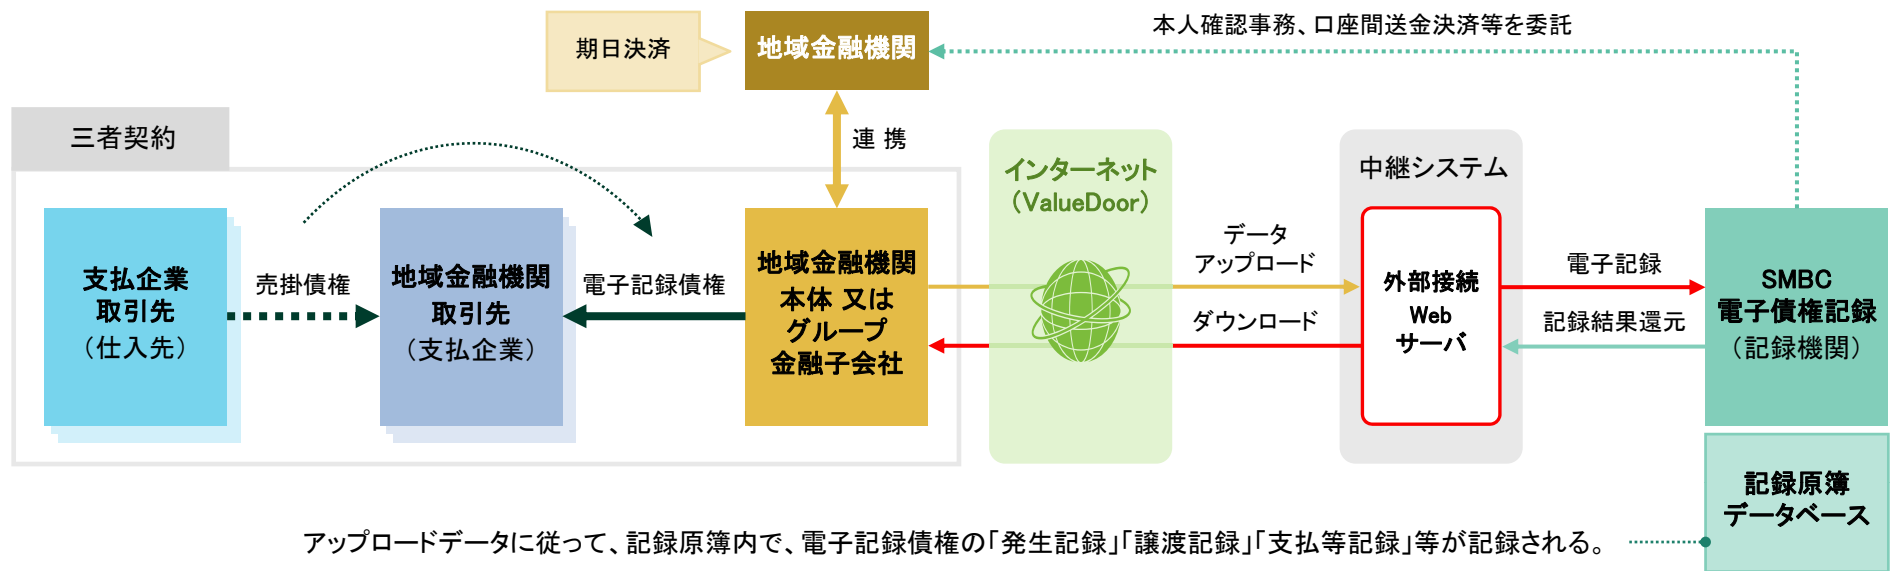 本人確認事務、口座間送金決済等を委託
期日決済
地域金融機関
連 携
三者契約
支払企業
取引先
（仕入先）
売掛債権
地域金融機関
取引先
（支払企業）
電子記録債権
地域金融機関
本体 又は
グループ
金融子会社
インターネット
（ValueDoor）
データ
アップロード
ダウンロード
中継システム
外部接続
Web
サーバ
電子記録
記録結果還元
SMBC
電子債権記録
（記録機関）
記録原簿
データベース
アップロードデータに従って、記録原簿内で、電子記録債権の「発生記録」「譲渡記録」「支払等記録」等が記録される。